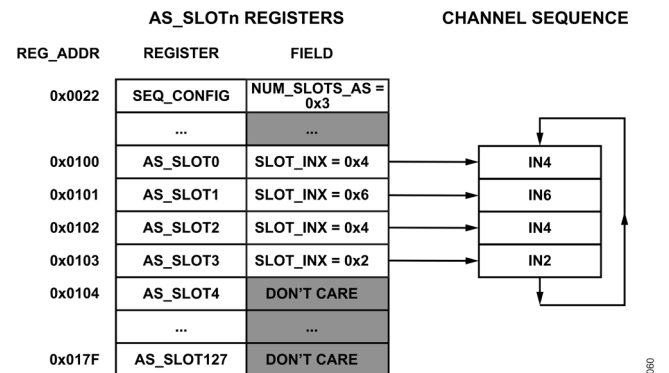 AS_SLOTn REGISTERS CHANNEL SEQUENCE
REG_ADDR REGISTER FIELD
0x0022 SEQ_CONFIG NUM_SLOTS_AS =
0x3
... ...
0x0100 AS_SLOT0 SLOT_INX = 0x4 IN4
0x0101 AS_SLOT1 SLOT_INX = 0x6 IN6
0x0102 AS_SLOT2 SLOT_INX = 0x4 IN4
0x0103 AS_SLOT3 SLOT_INX = 0x2 IN2
0x0104 AS_SLOT4 DON'T CARE
... ...
0x017F AS_SLOT127 DON'T CARE
060